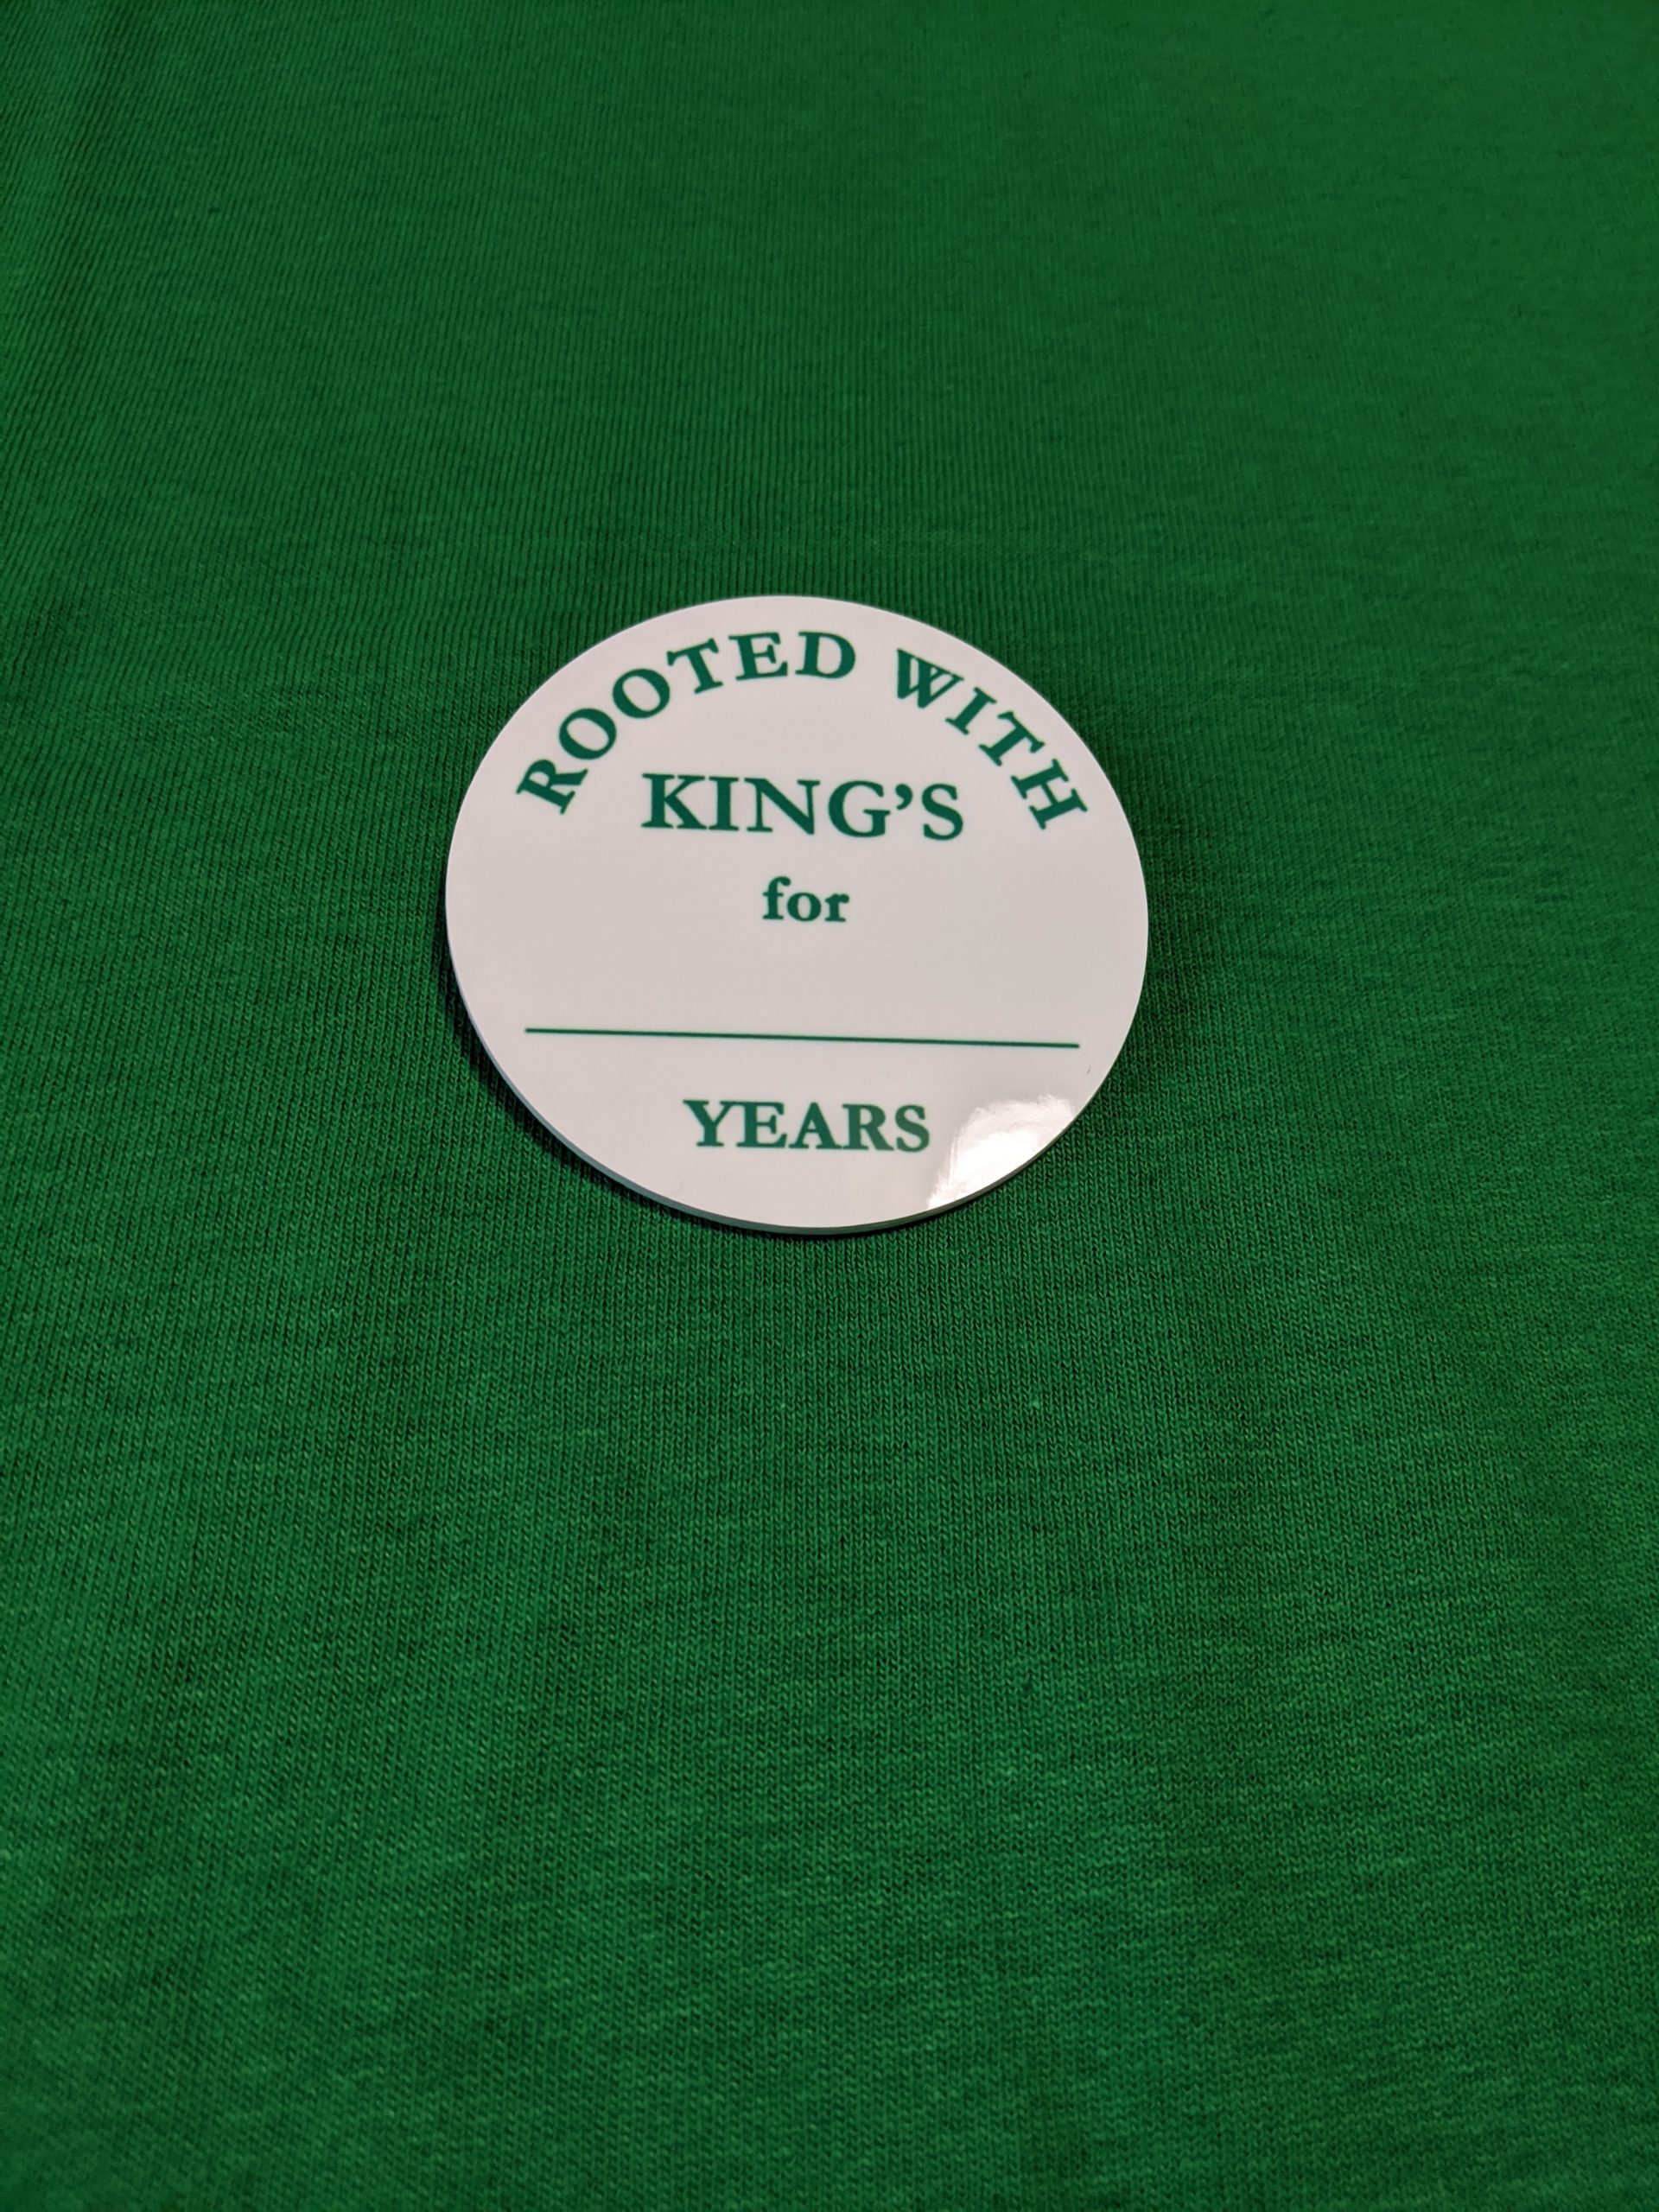 ROOTED WITH
KING'S
for
YEARS